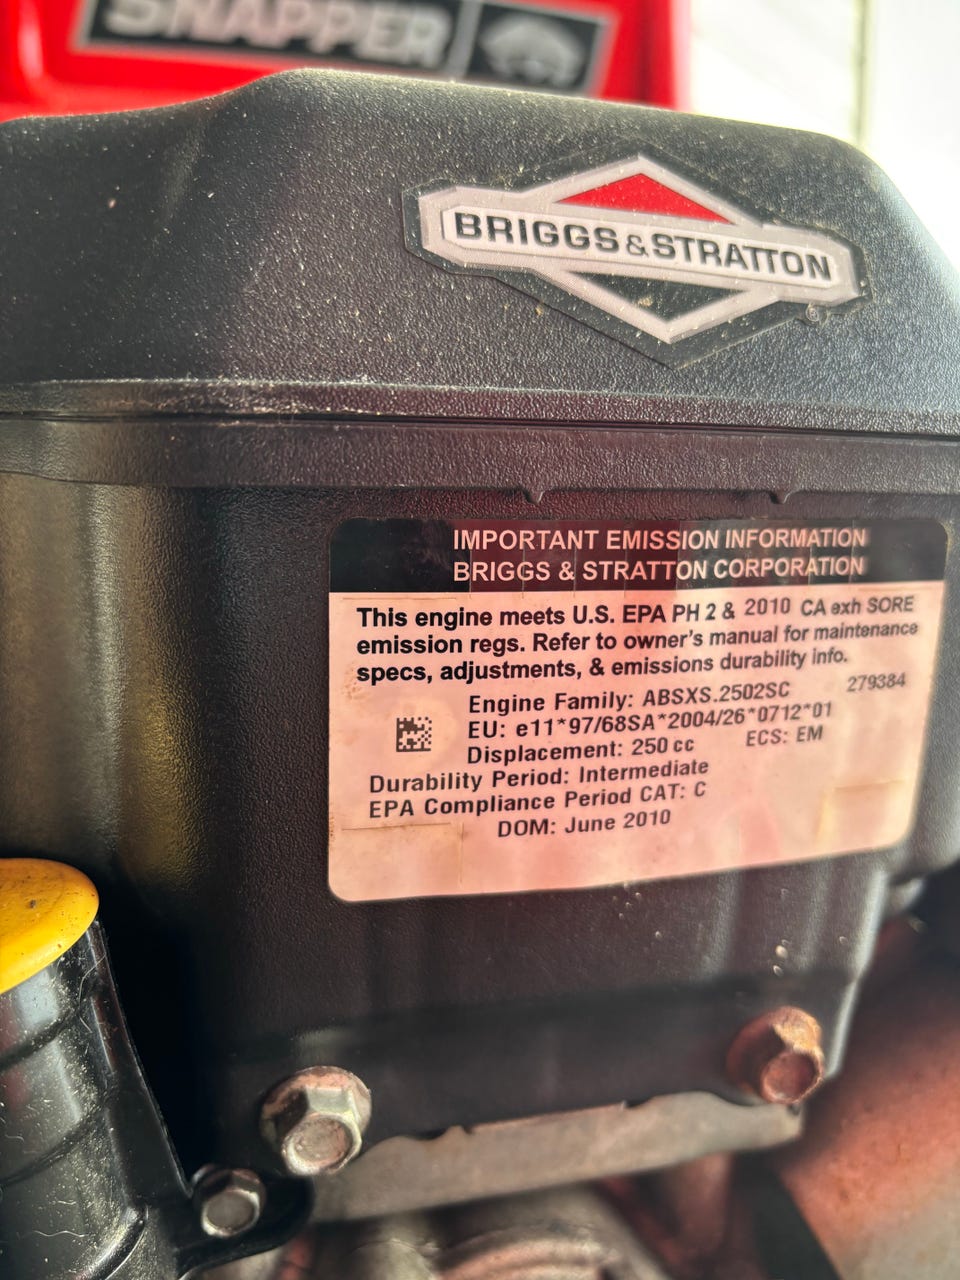 SNAPPER
BRIGGS & STRATTON
®
IMPORTANT EMISSION INFORMATION
BRIGGS & STRATTON CORPORATION
This engine meets U.S. EPA PH 2 & 2010 CA exh SORE
emission regs. Refer to owner's manual for maintenance
specs, adjustments, & emissions durability info.
Engine Family: ABSXS.2502SC 279384
EU: e11*97/68SA*2004/26*0712*01
Displacement: 250 cc ECS: EM
Durability Period: Intermediate
EPA Compliance Period CAT: C
DOM: June 2010